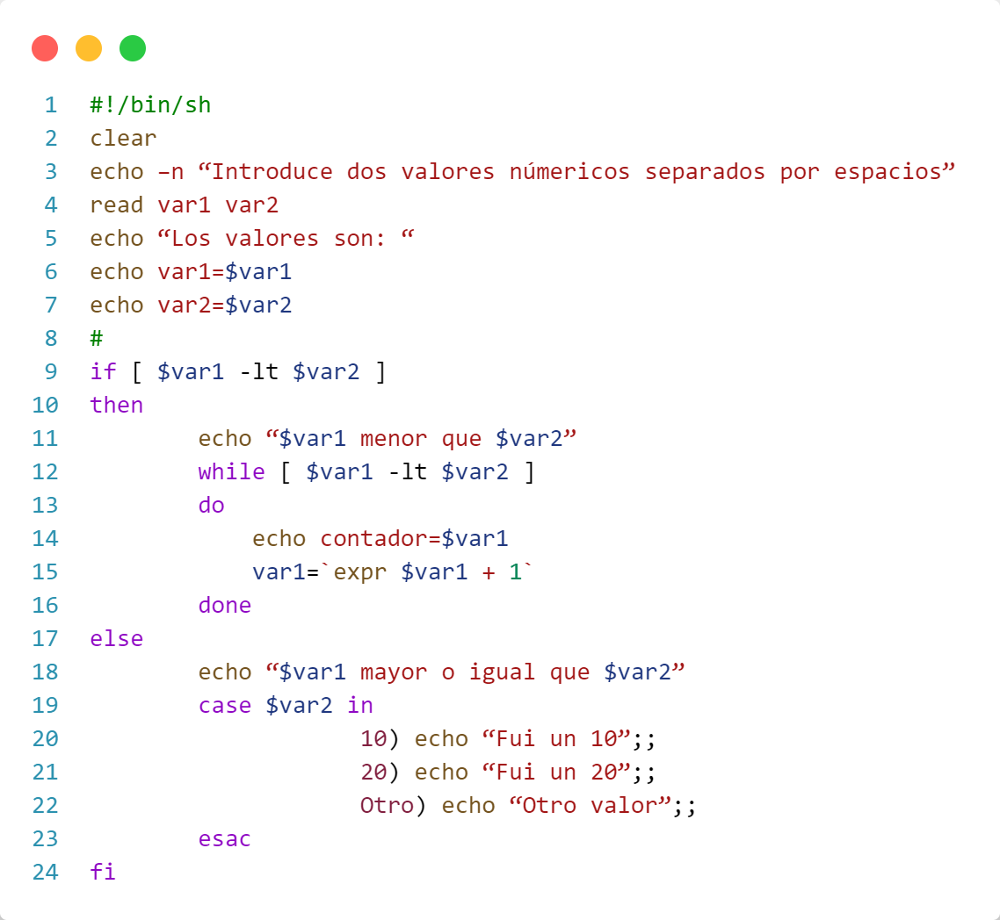 1 #!/bin/sh
2 clear
3 echo –n “Introduce dos valores númericos separados por espacios”
4 read var1 var2
5 echo “Los valores son: “
6 echo var1=$var1
7 echo var2=$var2
8 #
9 if [ $var1 -lt $var2 ]
10 then
11         echo “$var1 menor que $var2”
12         while [ $var1 -lt $var2 ]
13         do
14             echo contador=$var1
15             var1=`expr $var1 + 1`
16         done
17 else
18         echo “$var1 mayor o igual que $var2”
19         case $var2 in
20                     10) echo “Fui un 10”;;
21                     20) echo “Fui un 20”;;
22                     Otro) echo “Otro valor”;;
23         esac
24 fi